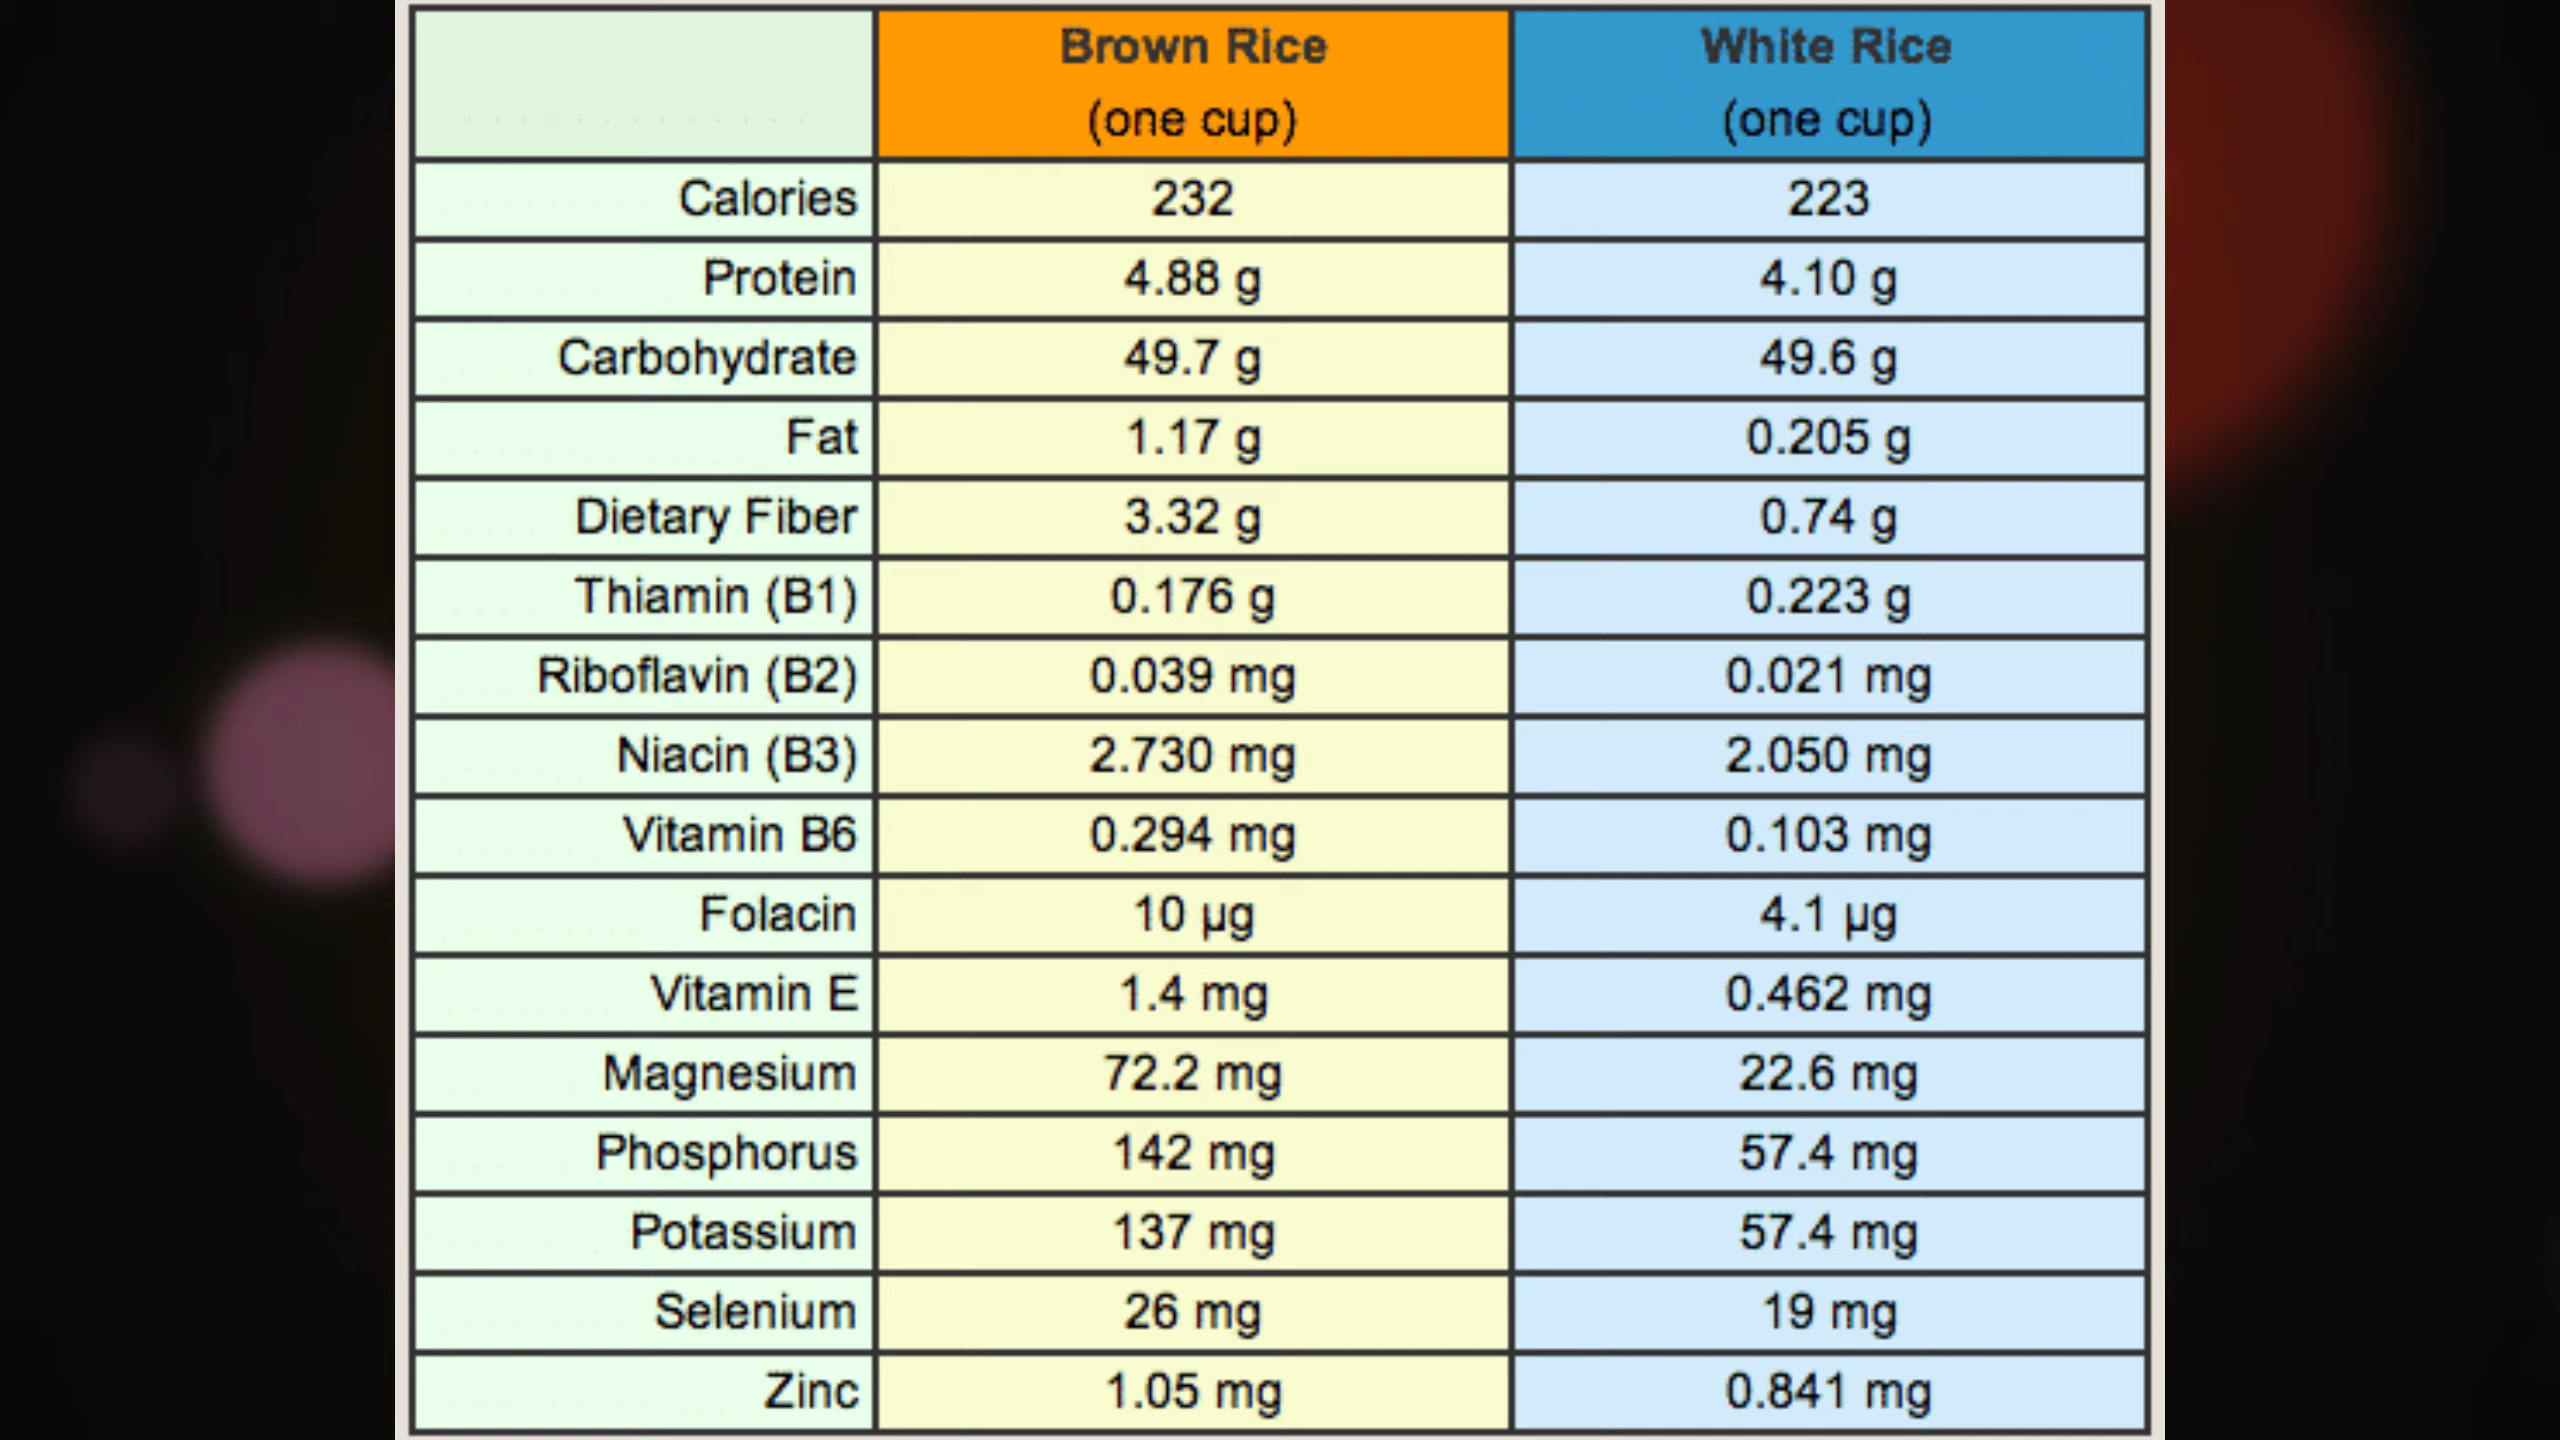 Brown Rice White Rice
(one cup) (one cup)
Calories 232 223
Protein 4.88 g 4.10 g
Carbohydrate 49.7 g 49.6 g
Fat 1.17 g 0.205 g
Dietary Fiber 3.32 g 0.74 g
Thiamin (B1) 0.176 g 0.223 g
Riboflavin (B2) 0.039 mg 0.021 mg
Niacin (B3) 2.730 mg 2.050 mg
Vitamin B6 0.294 mg 0.103 mg
Folacin 10 µg 4.1 µg
Vitamin E 1.4 mg 0.462 mg
Magnesium 72.2 mg 22.6 mg
Phosphorus 142 mg 57.4 mg
Potassium 137 mg 57.4 mg
Selenium 26 mg 19 mg
Zinc 1.05 mg 0.841 mg